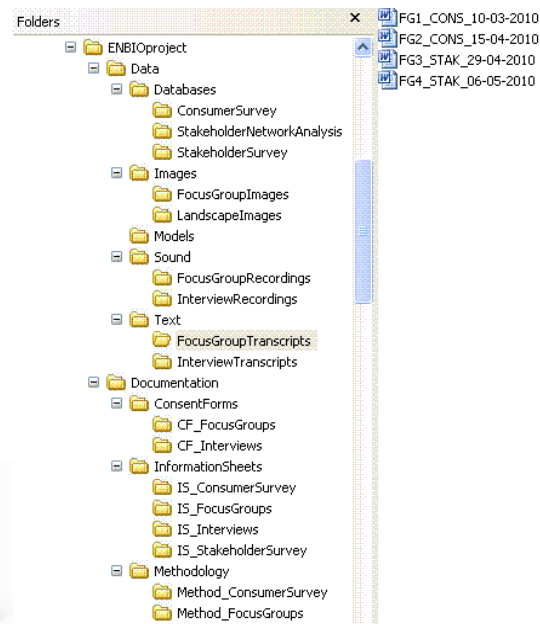 Folders
ENBIOproject
Data
Databases
ConsumerSurvey
StakeholderNetworkAnalysis
StakeholderSurvey
Images
FocusGroupImages
LandscapeImages
Models
Sound
FocusGroupRecordings
InterviewRecordings
Text
FocusGroupTranscripts
InterviewTranscripts
Documentation
ConsentForms
CF_FocusGroups
CF_Interviews
InformationSheets
IS_ConsumerSurvey
IS_FocusGroups
IS_Interviews
IS_StakeholderSurvey
Methodology
Method_ConsumerSurvey
Method_FocusGroups
FG1_CONS_10-03-2010
FG2_CONS_15-04-2010
FG3_STAK_29-04-2010
FG4_STAK_06-05-2010